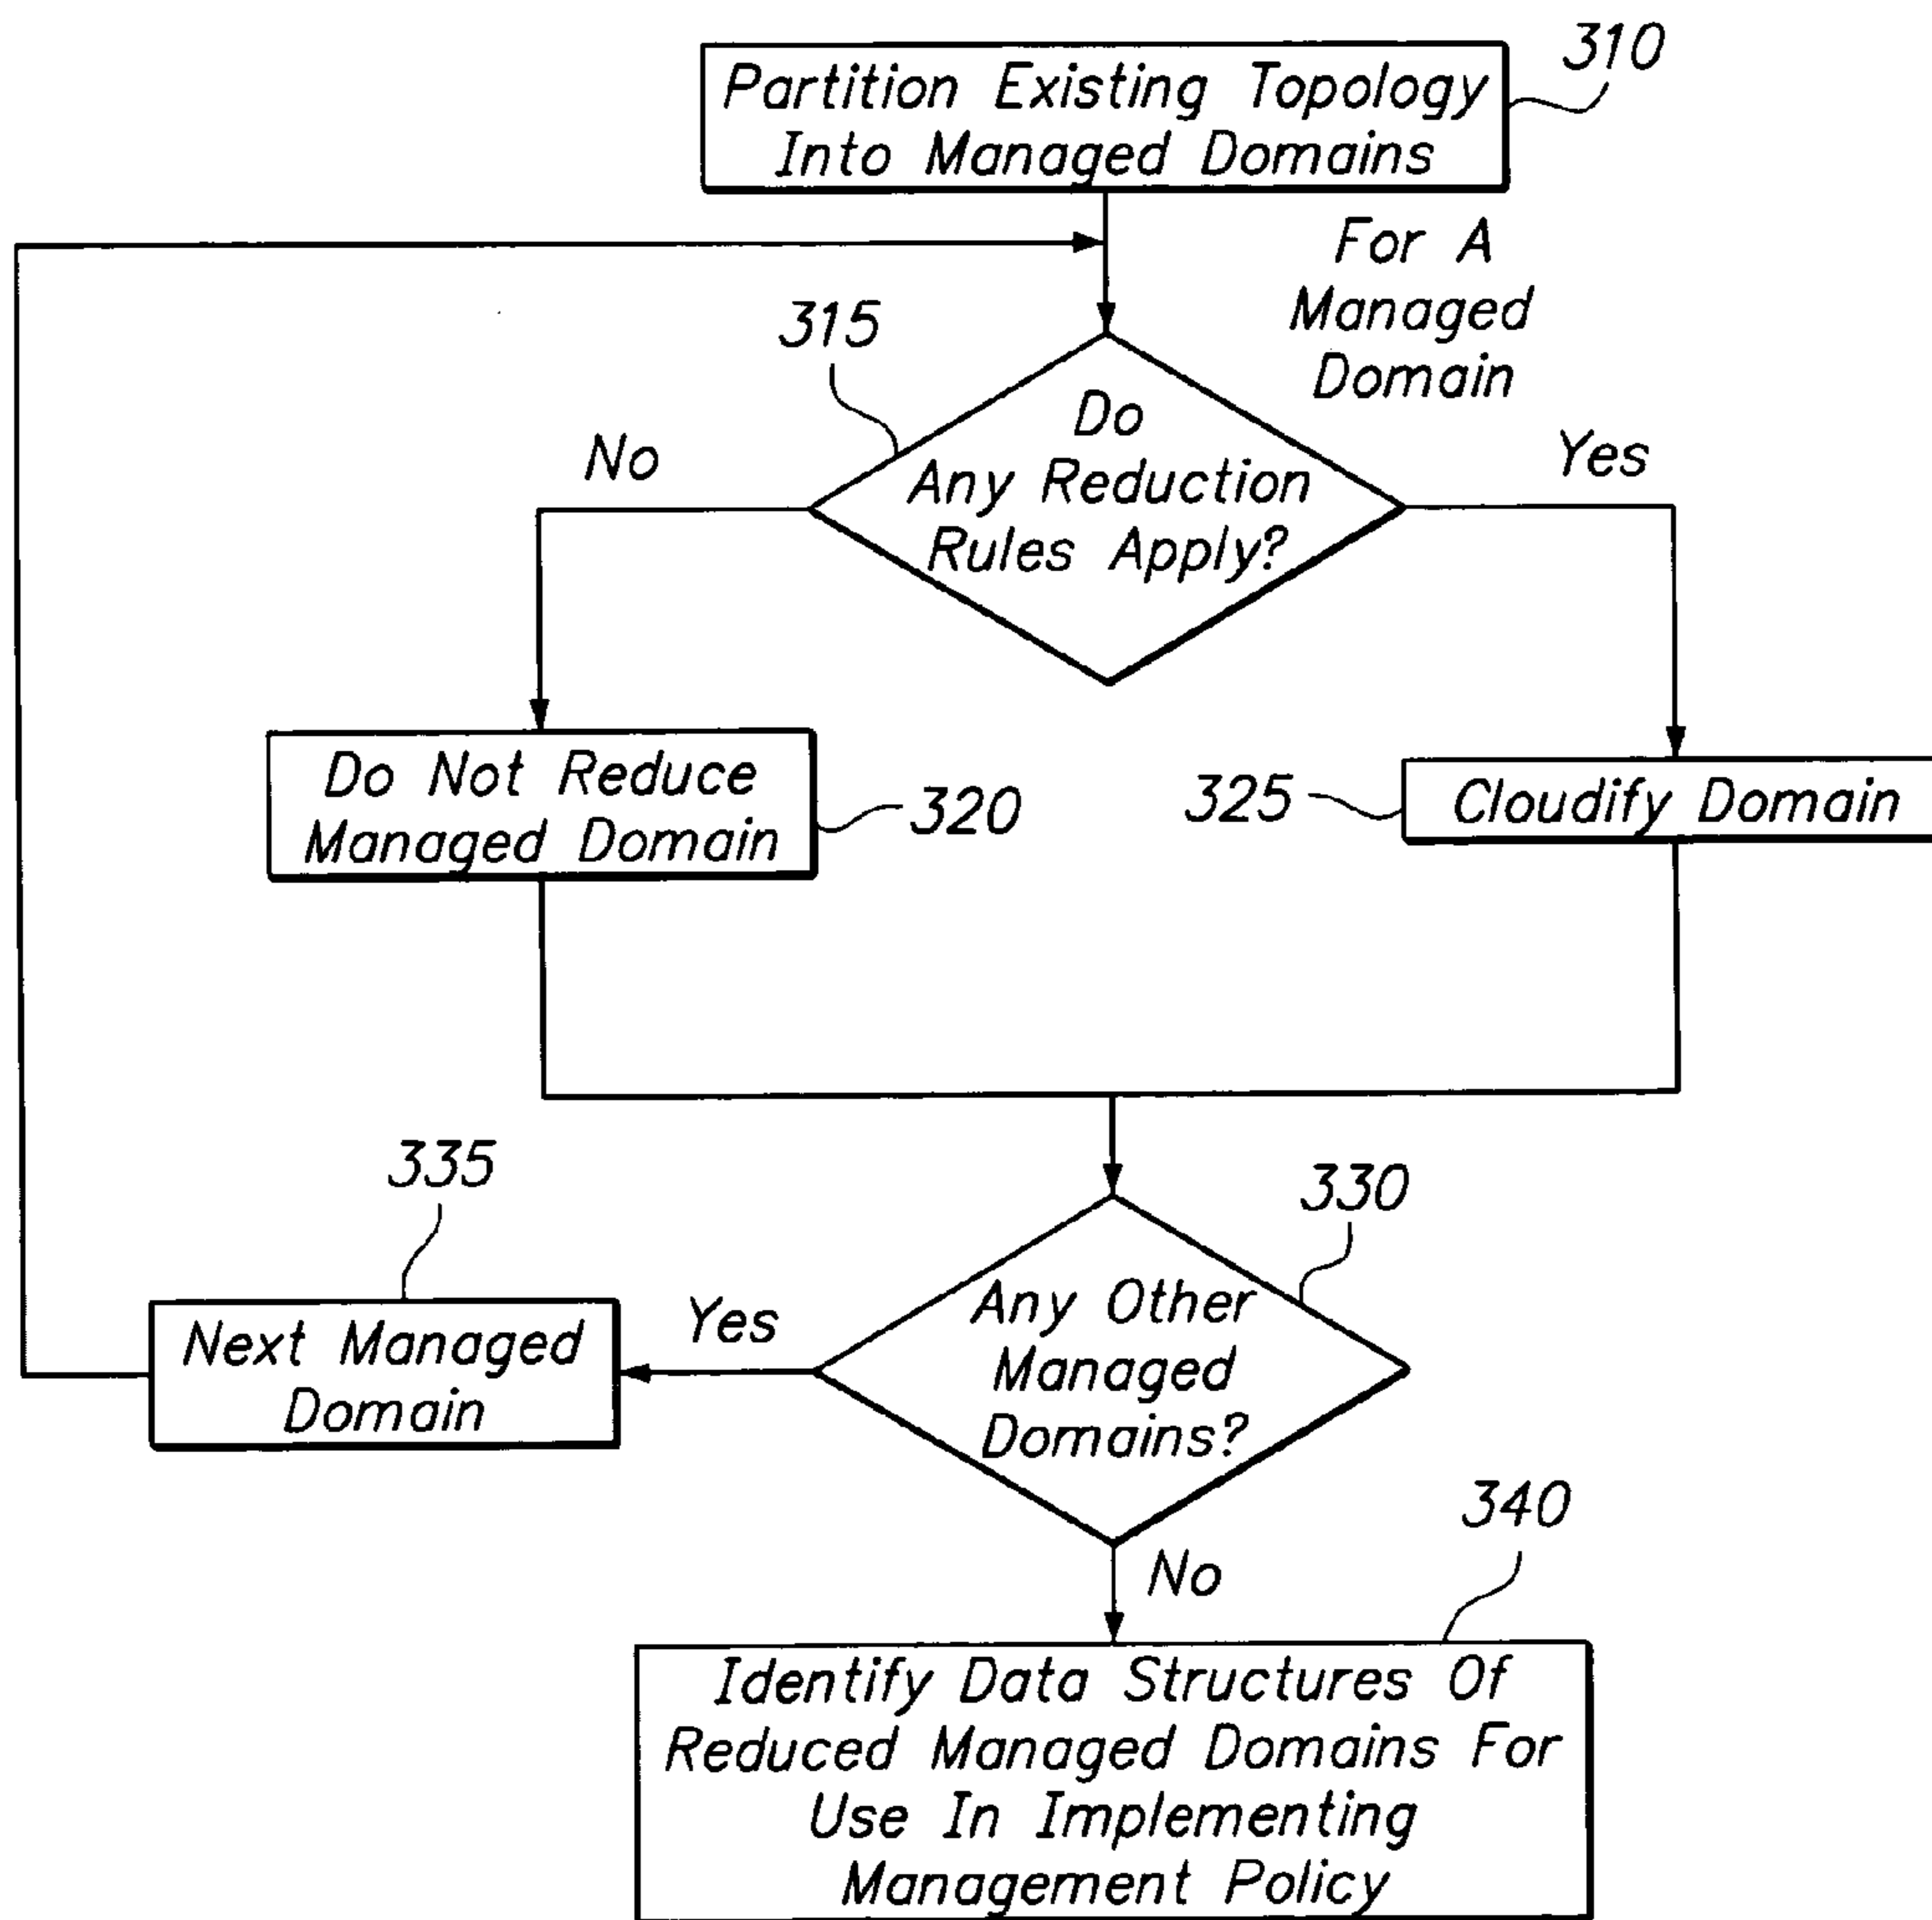 310
Partition Existing Topology
Into Managed Domains
For A
Managed
Domain
315
No
Do
Any Reduction
Rules Apply?
Yes
Do Not Reduce
Managed Domain
320
325
Cloudify Domain
335
330
Next Managed
Domain
Yes
Any Other
Managed
Domains?
340
No
Identify Data Structures Of
Reduced Managed Domains For
Use In Implementing
Management Policy